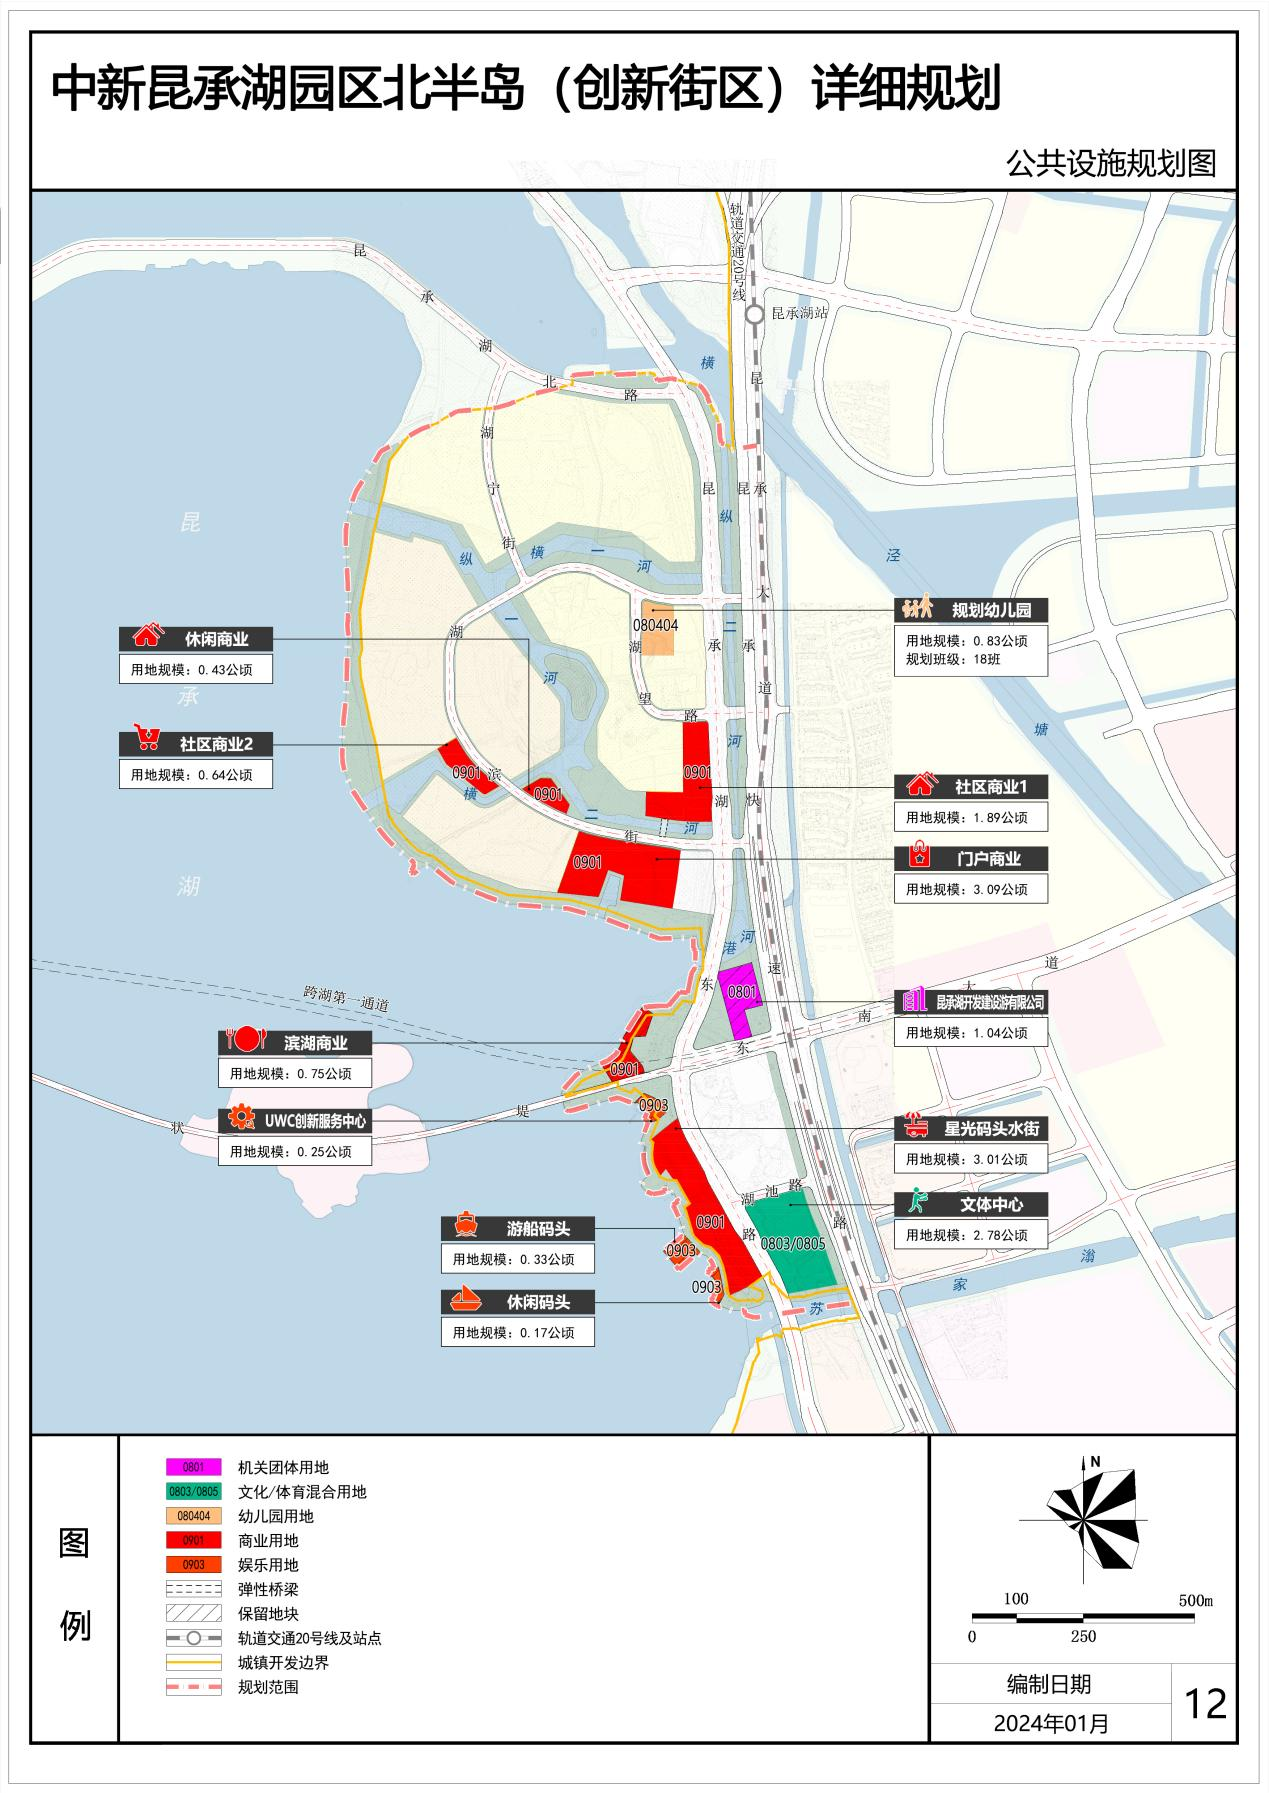 中新昆承湖园区北半岛（创新街区）详细规划
公共设施规划图
轨道交通20号线
昆承湖站
昆承湖北路
横
泾
塘
昆承湖
湖宁街
昆承湖东路
昆承快速路
昆承大道
纵一河
横一河
纵二河
横二河
湖望路
湖滨街
港河
080404
0901
0901
0901
0901
0801
0901
0903
0901
0903
0903
0803/0805
跨湖第一通道
状
堤
东
南
大
道
湖池路
苏
家
滃
休闲商业
用地规模：0.43公顷
社区商业2
用地规模：0.64公顷
规划幼儿园
用地规模：0.83公顷
规划班级：18班
社区商业1
用地规模：1.89公顷
门户商业
用地规模：3.09公顷
昆承湖开发建设游有限公司
用地规模：1.04公顷
滨湖商业
用地规模：0.75公顷
UWC创新服务中心
用地规模：0.25公顷
星光码头水街
用地规模：3.01公顷
文体中心
用地规模：2.78公顷
游船码头
用地规模：0.33公顷
休闲码头
用地规模：0.17公顷
图例
0801 机关团体用地
0803/0805 文化/体育混合用地
080404 幼儿园用地
0901 商业用地
0903 娱乐用地
弹性桥梁
保留地块
轨道交通20号线及站点
城镇开发边界
规划范围
N
100 500m
0 250
编制日期
2024年01月
12